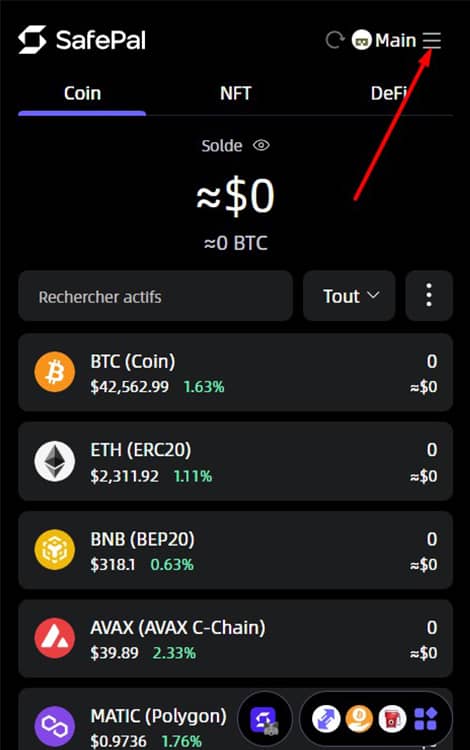 SafePal
Main
Coin NFT DeFi
Solde
≈$0
≈0 BTC
Rechercher actifs Tout
BTC (Coin) 0
$42,562.99 1.63% ≈$0
ETH (ERC20) 0
$2,311.92 1.11% ≈$0
BNB (BEP20) 0
$318.1 0.63% ≈$0
AVAX (AVAX C-Chain) 0
$39.89 2.33% ≈$0
MATIC (Polygon)
$0.9736 1.76%